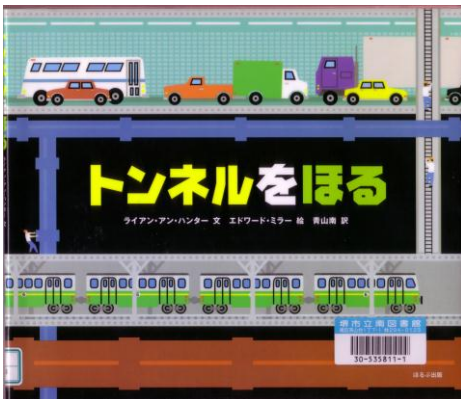 トンネルをほる
ライアン・アン・ハンター 文 エドワード・ミラー 絵 青山南 訳
堺市立南図書館
30-535811-1
ほるぷ出版